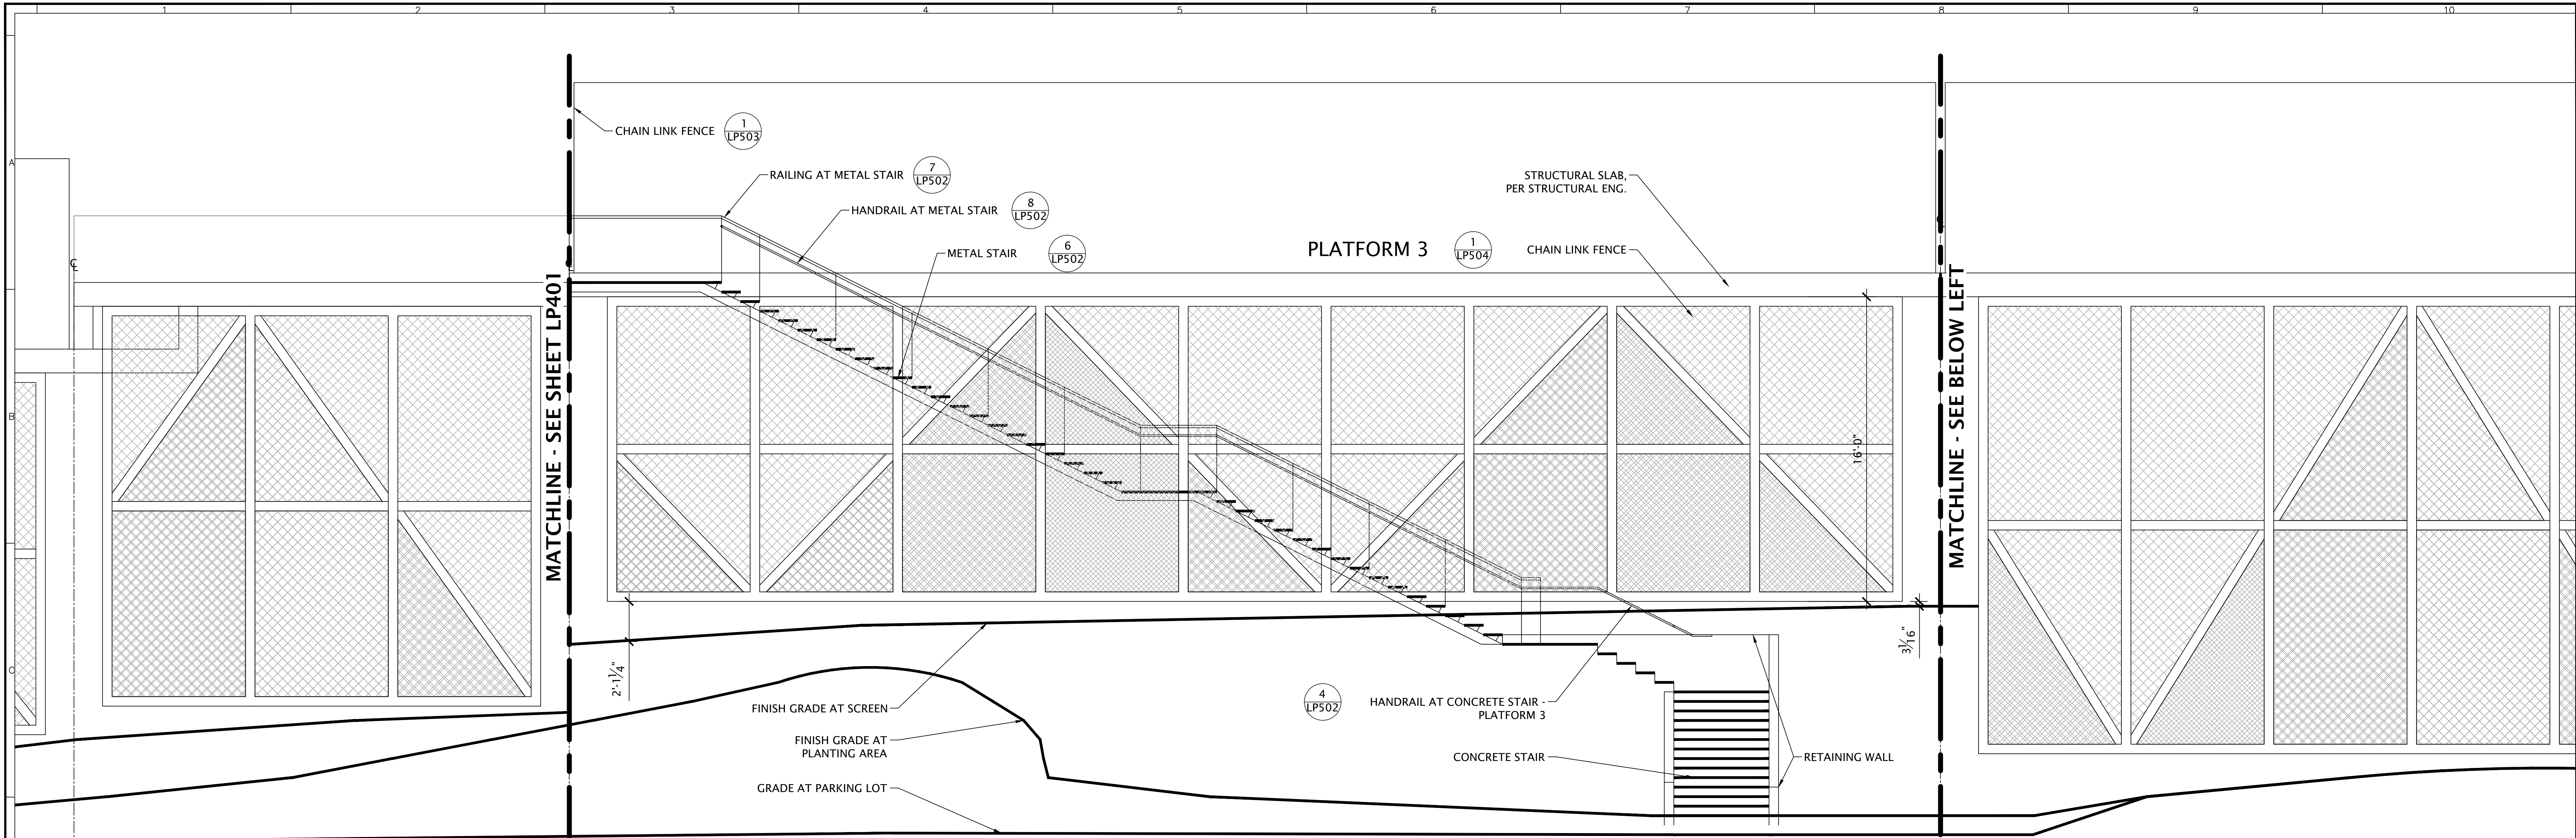 1 2 3 4 5 6 7 8 9 10
A
B
C
CHAIN LINK FENCE
1
LP503
RAILING AT METAL STAIR
7
LP502
HANDRAIL AT METAL STAIR
8
LP502
METAL STAIR
6
LP502
PLATFORM 3
1
LP504
STRUCTURAL SLAB,
PER STRUCTURAL ENG.
CHAIN LINK FENCE
MATCHLINE - SEE SHEET LP401
MATCHLINE - SEE BELOW LEFT
16'-0"
2'-1 1/4"
3 1/16"
FINISH GRADE AT SCREEN
FINISH GRADE AT
PLANTING AREA
GRADE AT PARKING LOT
4
LP502
HANDRAIL AT CONCRETE STAIR -
PLATFORM 3
CONCRETE STAIR
RETAINING WALL